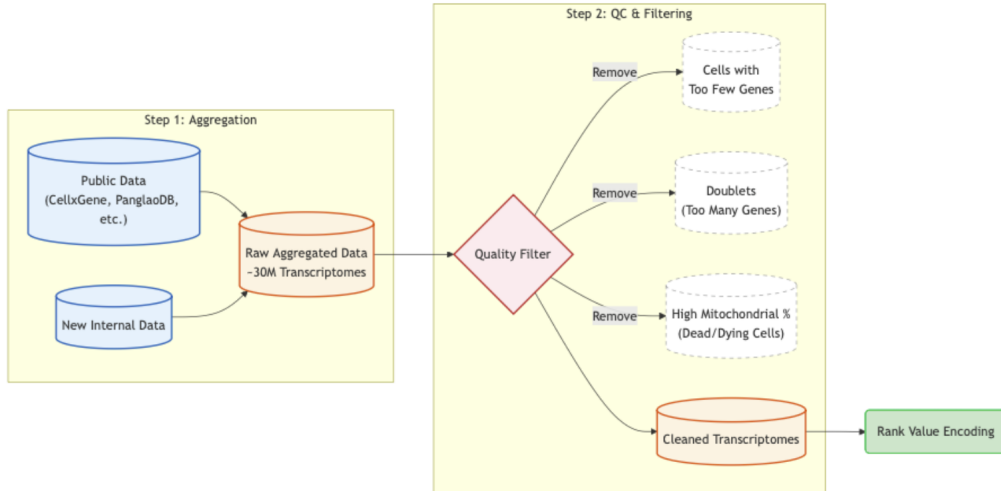 Step 1: Aggregation
Public Data
(CellxGene, PanglaoDB,
etc.)
New Internal Data
Raw Aggregated Data
~30M Transcriptomes
Step 2: QC & Filtering
Quality Filter
Remove
Cells with
Too Few Genes
Remove
Doublets
(Too Many Genes)
Remove
High Mitochondrial %
(Dead/Dying Cells)
Cleaned Transcriptomes
Rank Value Encoding